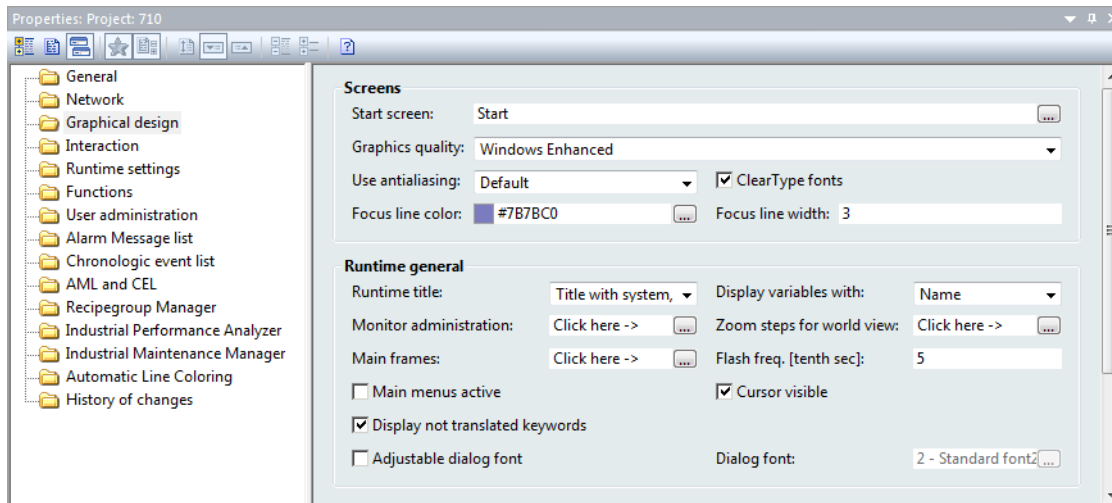 Properties: Project: 710
General
Network
Graphical design
Interaction
Runtime settings
Functions
User administration
Alarm Message list
Chronologic event list
AML and CEL
Recipegroup Manager
Industrial Performance Analyzer
Industrial Maintenance Manager
Automatic Line Coloring
History of changes
Screens
Start screen: Start ...
Graphics quality: Windows Enhanced
Use antialiasing: Default ClearType fonts
Focus line color: #7B7BC0 ... Focus line width: 3
Runtime general
Runtime title: Title with system, Display variables with: Name
Monitor administration: Click here -> ... Zoom steps for world view: Click here -> ...
Main frames: Click here -> ... Flash freq. [tenth sec]: 5
Main menus active Cursor visible
Display not translated keywords
Adjustable dialog font Dialog font: 2 - Standard font2 ...